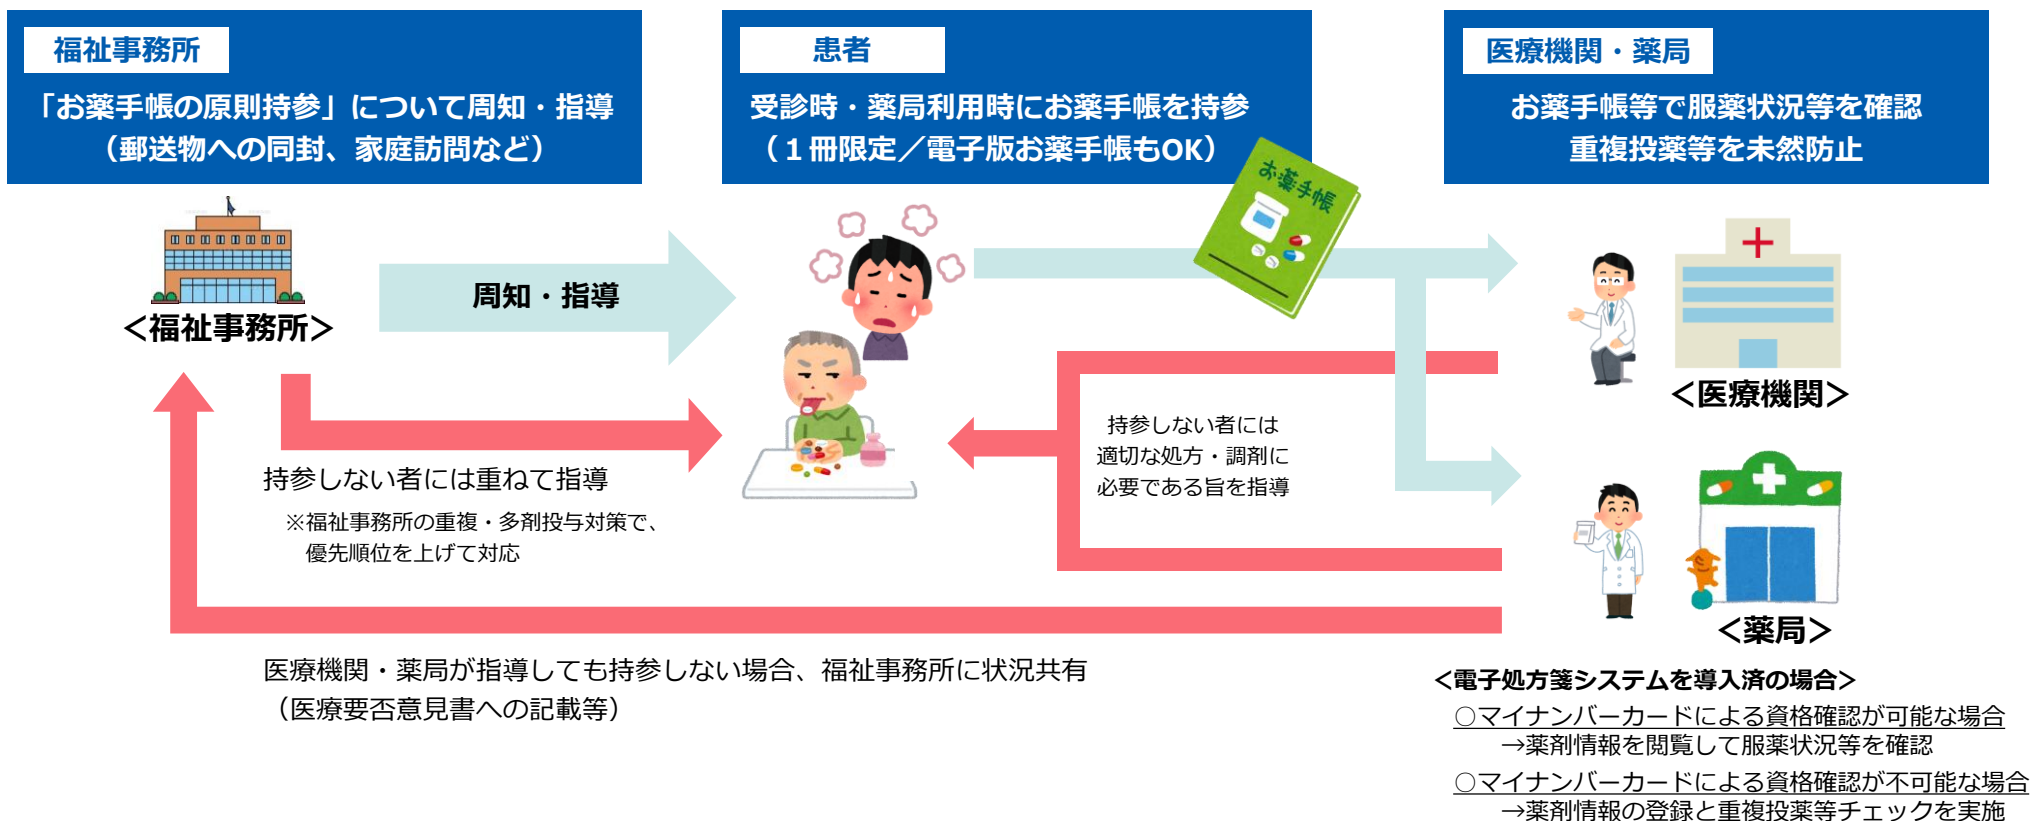 福祉事務所
「お薬手帳の原則持参」について周知・指導
（郵送物への同封、家庭訪問など）
患者
受診時・薬局利用時にお薬手帳を持参
（１冊限定／電子版お薬手帳もOK）
医療機関・薬局
お薬手帳等で服薬状況等を確認
重複投薬等を未然防止
お薬手帳
周知・指導
＜福祉事務所＞
＜医療機関＞
持参しない者には
適切な処方・調剤に
必要である旨を指導
持参しない者には重ねて指導
※福祉事務所の重複・多剤投与対策で、
優先順位を上げて対応
＜薬局＞
医療機関・薬局が指導しても持参しない場合、福祉事務所に状況共有
（医療要否意見書への記載等）
＜電子処方箋システムを導入済の場合＞
○マイナンバーカードによる資格確認が可能な場合
→薬剤情報を閲覧して服薬状況等を確認
○マイナンバーカードによる資格確認が不可能な場合
→薬剤情報の登録と重複投薬等チェックを実施